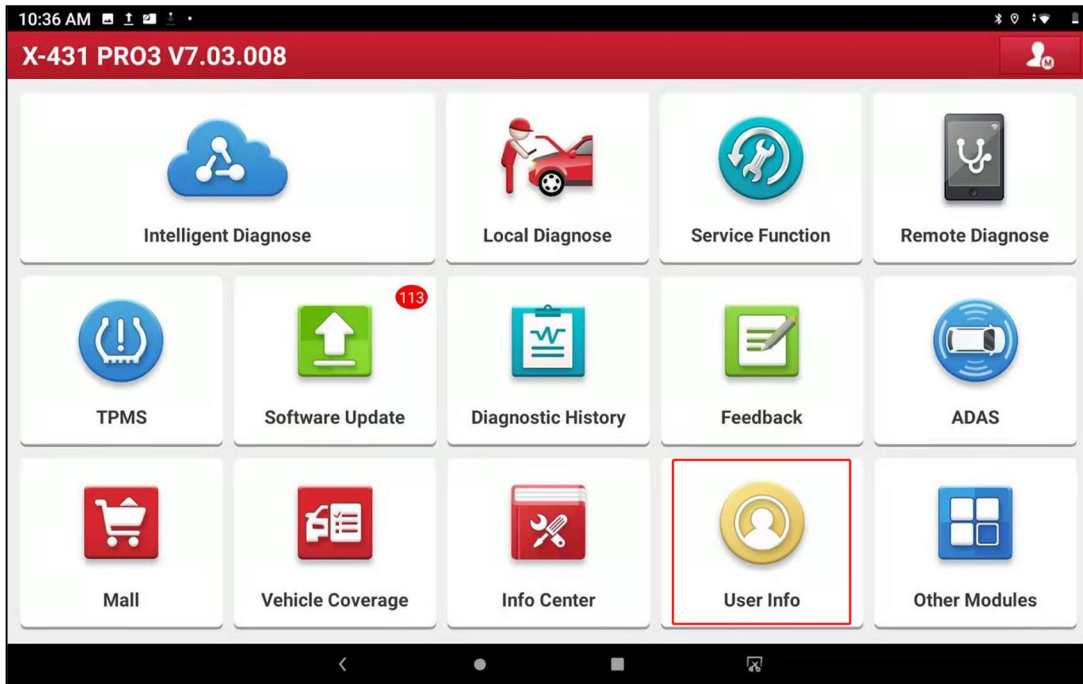 10:36 AM
X-431 PRO3 V7.03.008
M
Intelligent Diagnose
Local Diagnose
Service Function
Remote Diagnose
113
TPMS
Software Update
Diagnostic History
Feedback
ADAS
Mall
Vehicle Coverage
Info Center
User Info
Other Modules